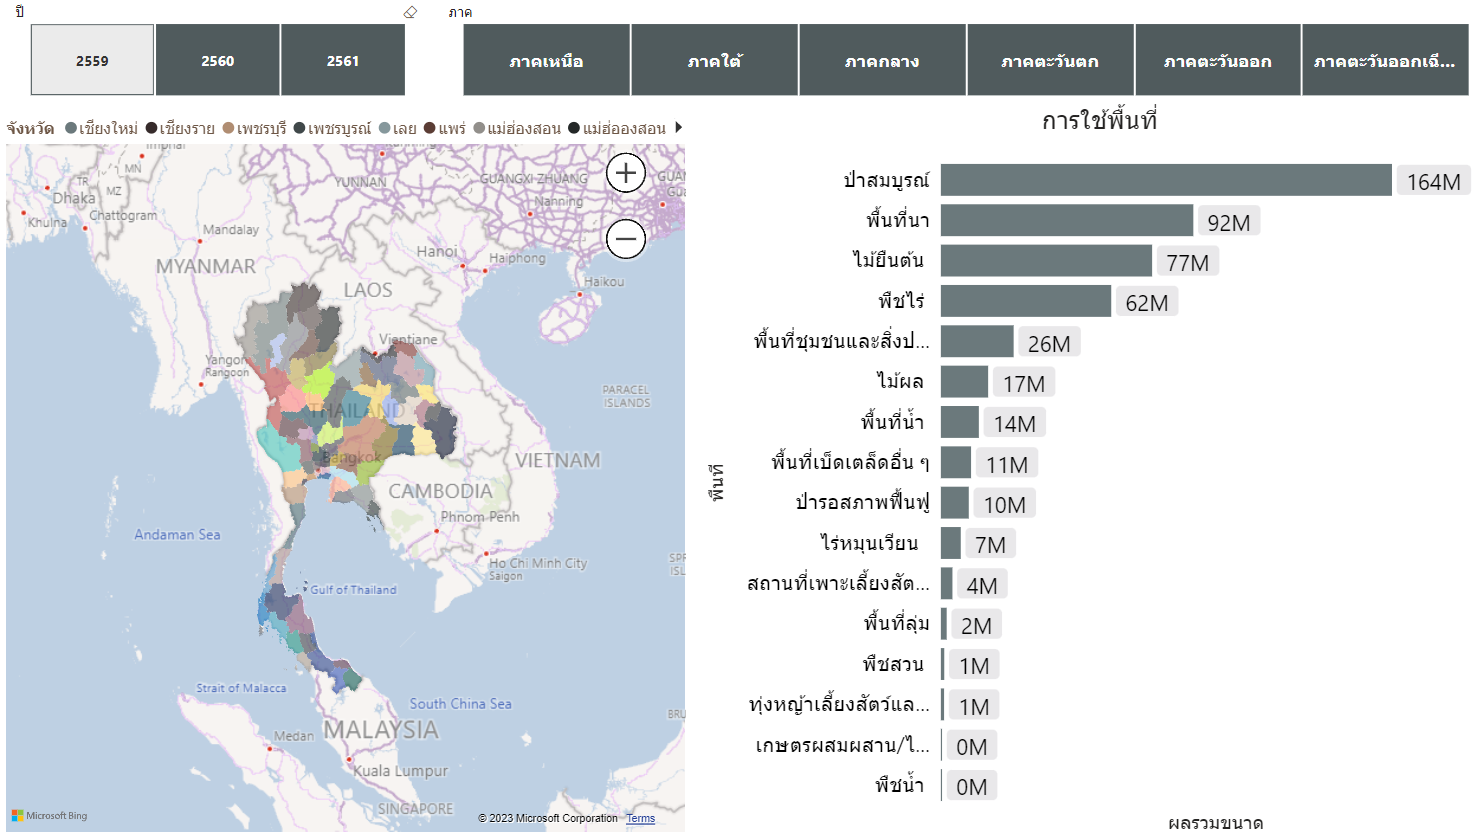 ปี
ภาค
2559
2560
2561
ภาคเหนือ
ภาคใต้
ภาคกลาง
ภาคตะวันตก
ภาคตะวันออก
ภาคตะวันออกเฉี...
จังหวัด
เชียงใหม่
เชียงราย
เพชรบุรี
เพชรบูรณ์
เลย
แพร่
แม่ฮ่องสอน
แม่ฮ่อองสอน
การใช้พื้นที่
YUNNAN
GUANGXI ZHUANG
GUAN
Gu
MN
TR
MZ
Dhaka
Khulna
Chattogram
Nanning
Mandalay
MYANMAR
Hanoi
Haiphong
LAOS
Haikou
Vientiane
Yangon
Rangoon
PARACEL
ISLANDS
THAILAND
Bangkok
VIETNAM
CAMBODIA
Phnom Penh
Andaman Sea
Ho Chi Minh City
Saigon
SPR
ISL
Gulf of Thailand
Strait of Malacca
South China Sea
BRU
MALAYSIA
Medan
Kuala Lumpur
SINGAPORE
Microsoft Bing
© 2023 Microsoft Corporation Terms
พื้นที่
ป่าสมบูรณ์ 164M
พื้นที่นา 92M
ไม้ยืนต้น 77M
พืชไร่ 62M
พื้นที่ชุมชนและสิ่งป... 26M
ไม้ผล 17M
พื้นที่น้ำ 14M
พื้นที่เบ็ดเตล็ดอื่น ๆ 11M
ป่ารอสภาพฟื้นฟู 10M
ไร่หมุนเวียน 7M
สถานที่เพาะเลี้ยงสัต... 4M
พื้นที่ลุ่ม 2M
พืชสวน 1M
ทุ่งหญ้าเลี้ยงสัตว์แล... 1M
เกษตรผสมผสาน/ไ... 0M
พืชน้ำ 0M
ผลรวมขนาด